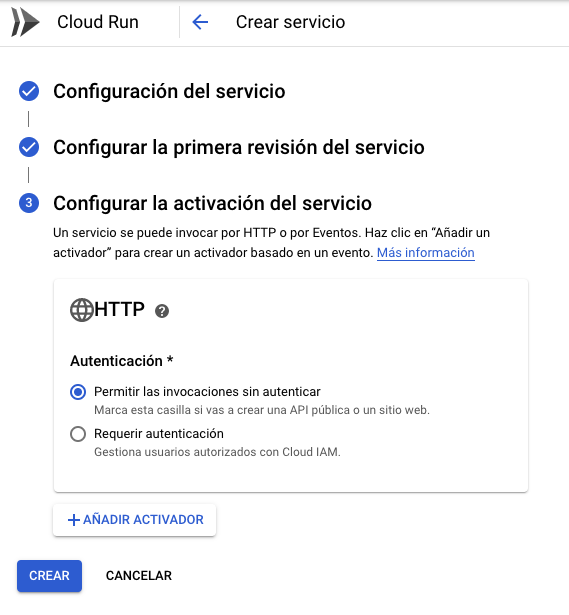 Cloud Run
Crear servicio
Configuración del servicio
Configurar la primera revisión del servicio
3
Configurar la activación del servicio
Un servicio se puede invocar por HTTP o por Eventos. Haz clic en “Añadir un
activador” para crear un activador basado en un evento. Más información
HTTP ?
Autenticación *
Permitir las invocaciones sin autenticar
Marca esta casilla si vas a crear una API pública o un sitio web.
Requerir autenticación
Gestiona usuarios autorizados con Cloud IAM.
AÑADIR ACTIVADOR
CREAR
CANCELAR